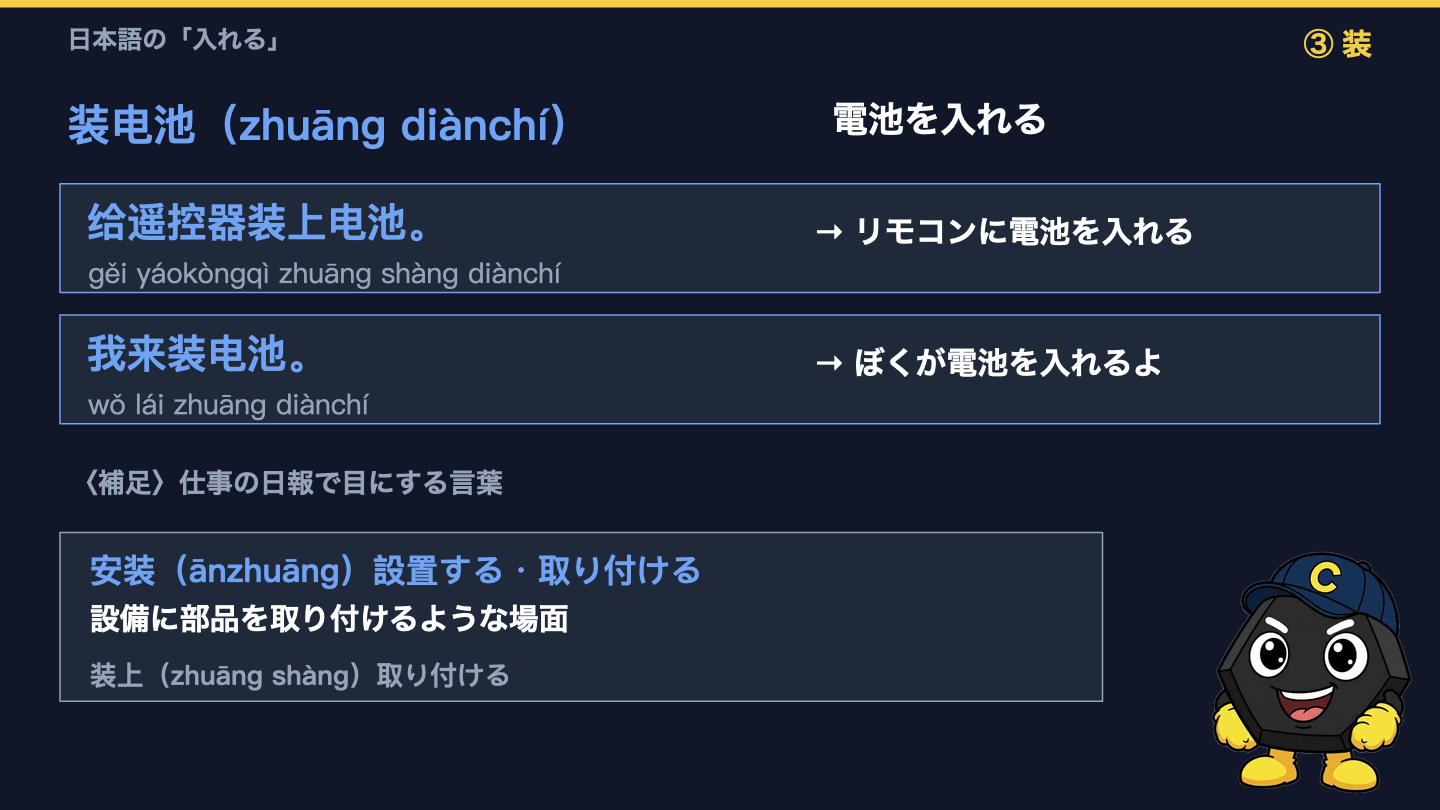 日本語の「入れる」
③ 装
装电池（zhuāng diànchí）
電池を入れる
给遥控器装上电池。
gěi yáokòngqì zhuāng shàng diànchí
→ リモコンに電池を入れる
我来装电池。
wǒ lái zhuāng diànchí
→ ぼくが電池を入れるよ
〈補足〉仕事の日報で目にする言葉
安装（ānzhuāng）設置する・取り付ける
設備に部品を取り付けるような場面
装上（zhuāng shàng）取り付ける
C